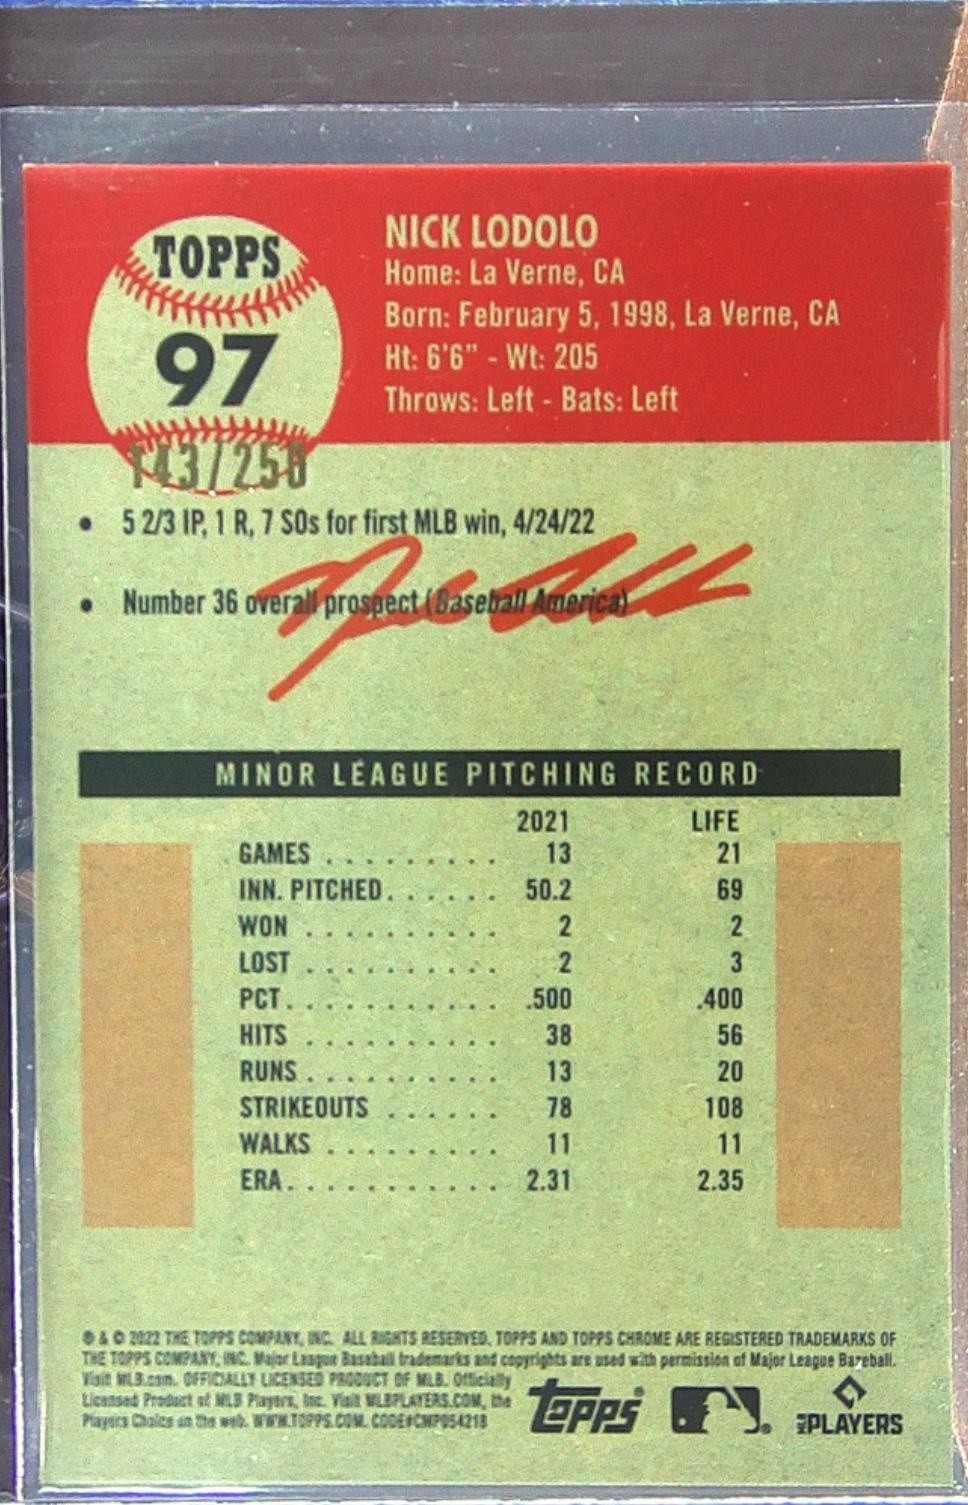 TOPPS
97
143/250
NICK LODOLO
Home: La Verne, CA
Born: February 5, 1998, La Verne, CA
Ht: 6'6" - Wt: 205
Throws: Left - Bats: Left
• 5 2/3 IP, 1 R, 7 SOs for first MLB win, 4/24/22
• Number 36 overall prospect (Baseball America)
MINOR LEAGUE PITCHING RECORD
2021 LIFE
GAMES . . . . . . . . . 13 21
INN. PITCHED. . . . . . 50.2 69
WON . . . . . . . . . . 2 2
LOST . . . . . . . . . . 2 3
PCT. . . . . . . . . . . .500 .400
HITS . . . . . . . . . . 38 56
RUNS . . . . . . . . . . 13 20
STRIKEOUTS . . . . . . 78 108
WALKS . . . . . . . . . 11 11
ERA. . . . . . . . . . . 2.31 2.35
® & © 2022 THE TOPPS COMPANY, INC. ALL RIGHTS RESERVED. TOPPS AND TOPPS CHROME ARE REGISTERED TRADEMARKS OF
THE TOPPS COMPANY, INC. Major League Baseball trademarks and copyrights are used with permission of Major League Baseball.
Visit MLB.com. OFFICIALLY LICENSED PRODUCT OF MLB. Officially
Licensed Product of MLB Players, Inc. Visit MLBPLAYERS.COM, the
Players Choice on the web. WWW.TOPPS.COM. CODE#CMP054218
topps®
MLB PLAYERS